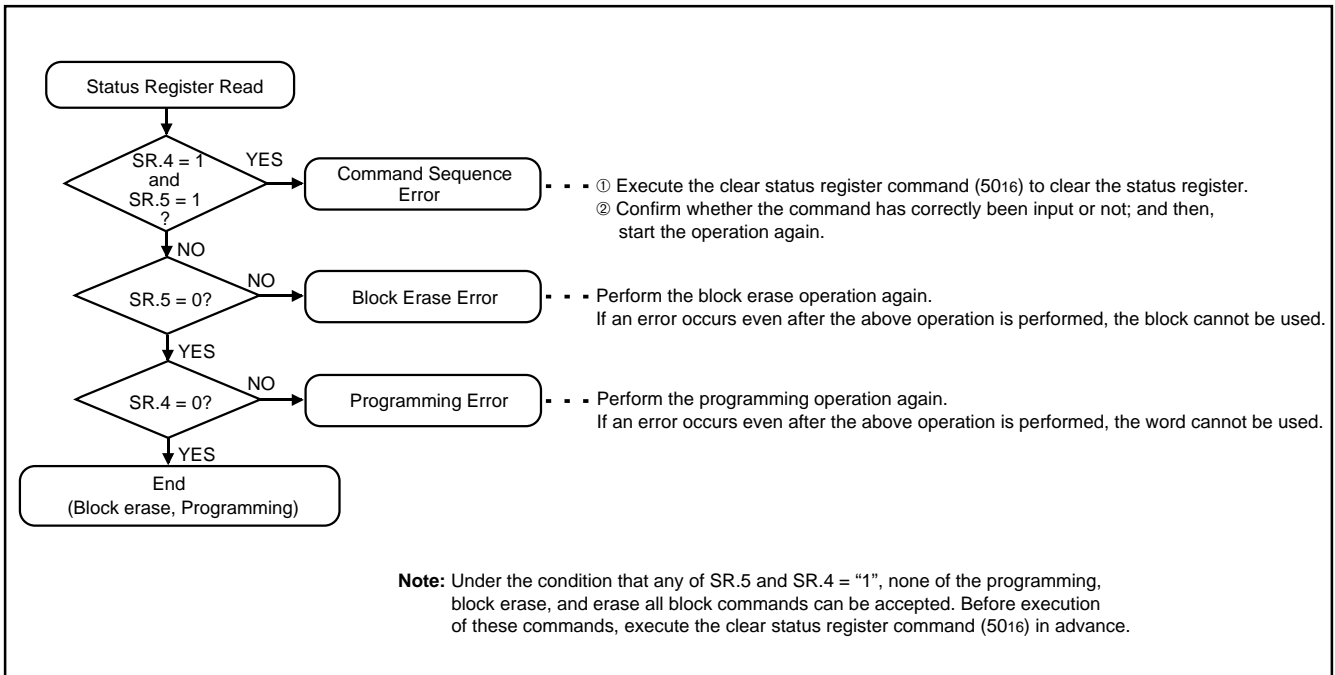 Status Register Read
SR.4 = 1
and
SR.5 = 1
?
YES
Command Sequence
Error
① Execute the clear status register command (5016) to clear the status register.
② Confirm whether the command has correctly been input or not; and then,
start the operation again.
NO
SR.5 = 0?
NO
Block Erase Error
Perform the block erase operation again.
If an error occurs even after the above operation is performed, the block cannot be used.
YES
SR.4 = 0?
NO
Programming Error
Perform the programming operation again.
If an error occurs even after the above operation is performed, the word cannot be used.
YES
End
(Block erase, Programming)
Note: Under the condition that any of SR.5 and SR.4 = “1”, none of the programming,
block erase, and erase all block commands can be accepted. Before execution
of these commands, execute the clear status register command (5016) in advance.